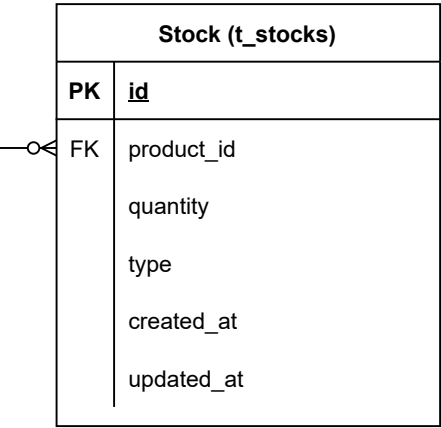 Stock (t_stocks)
PK id
FK product_id
quantity
type
created_at
updated_at